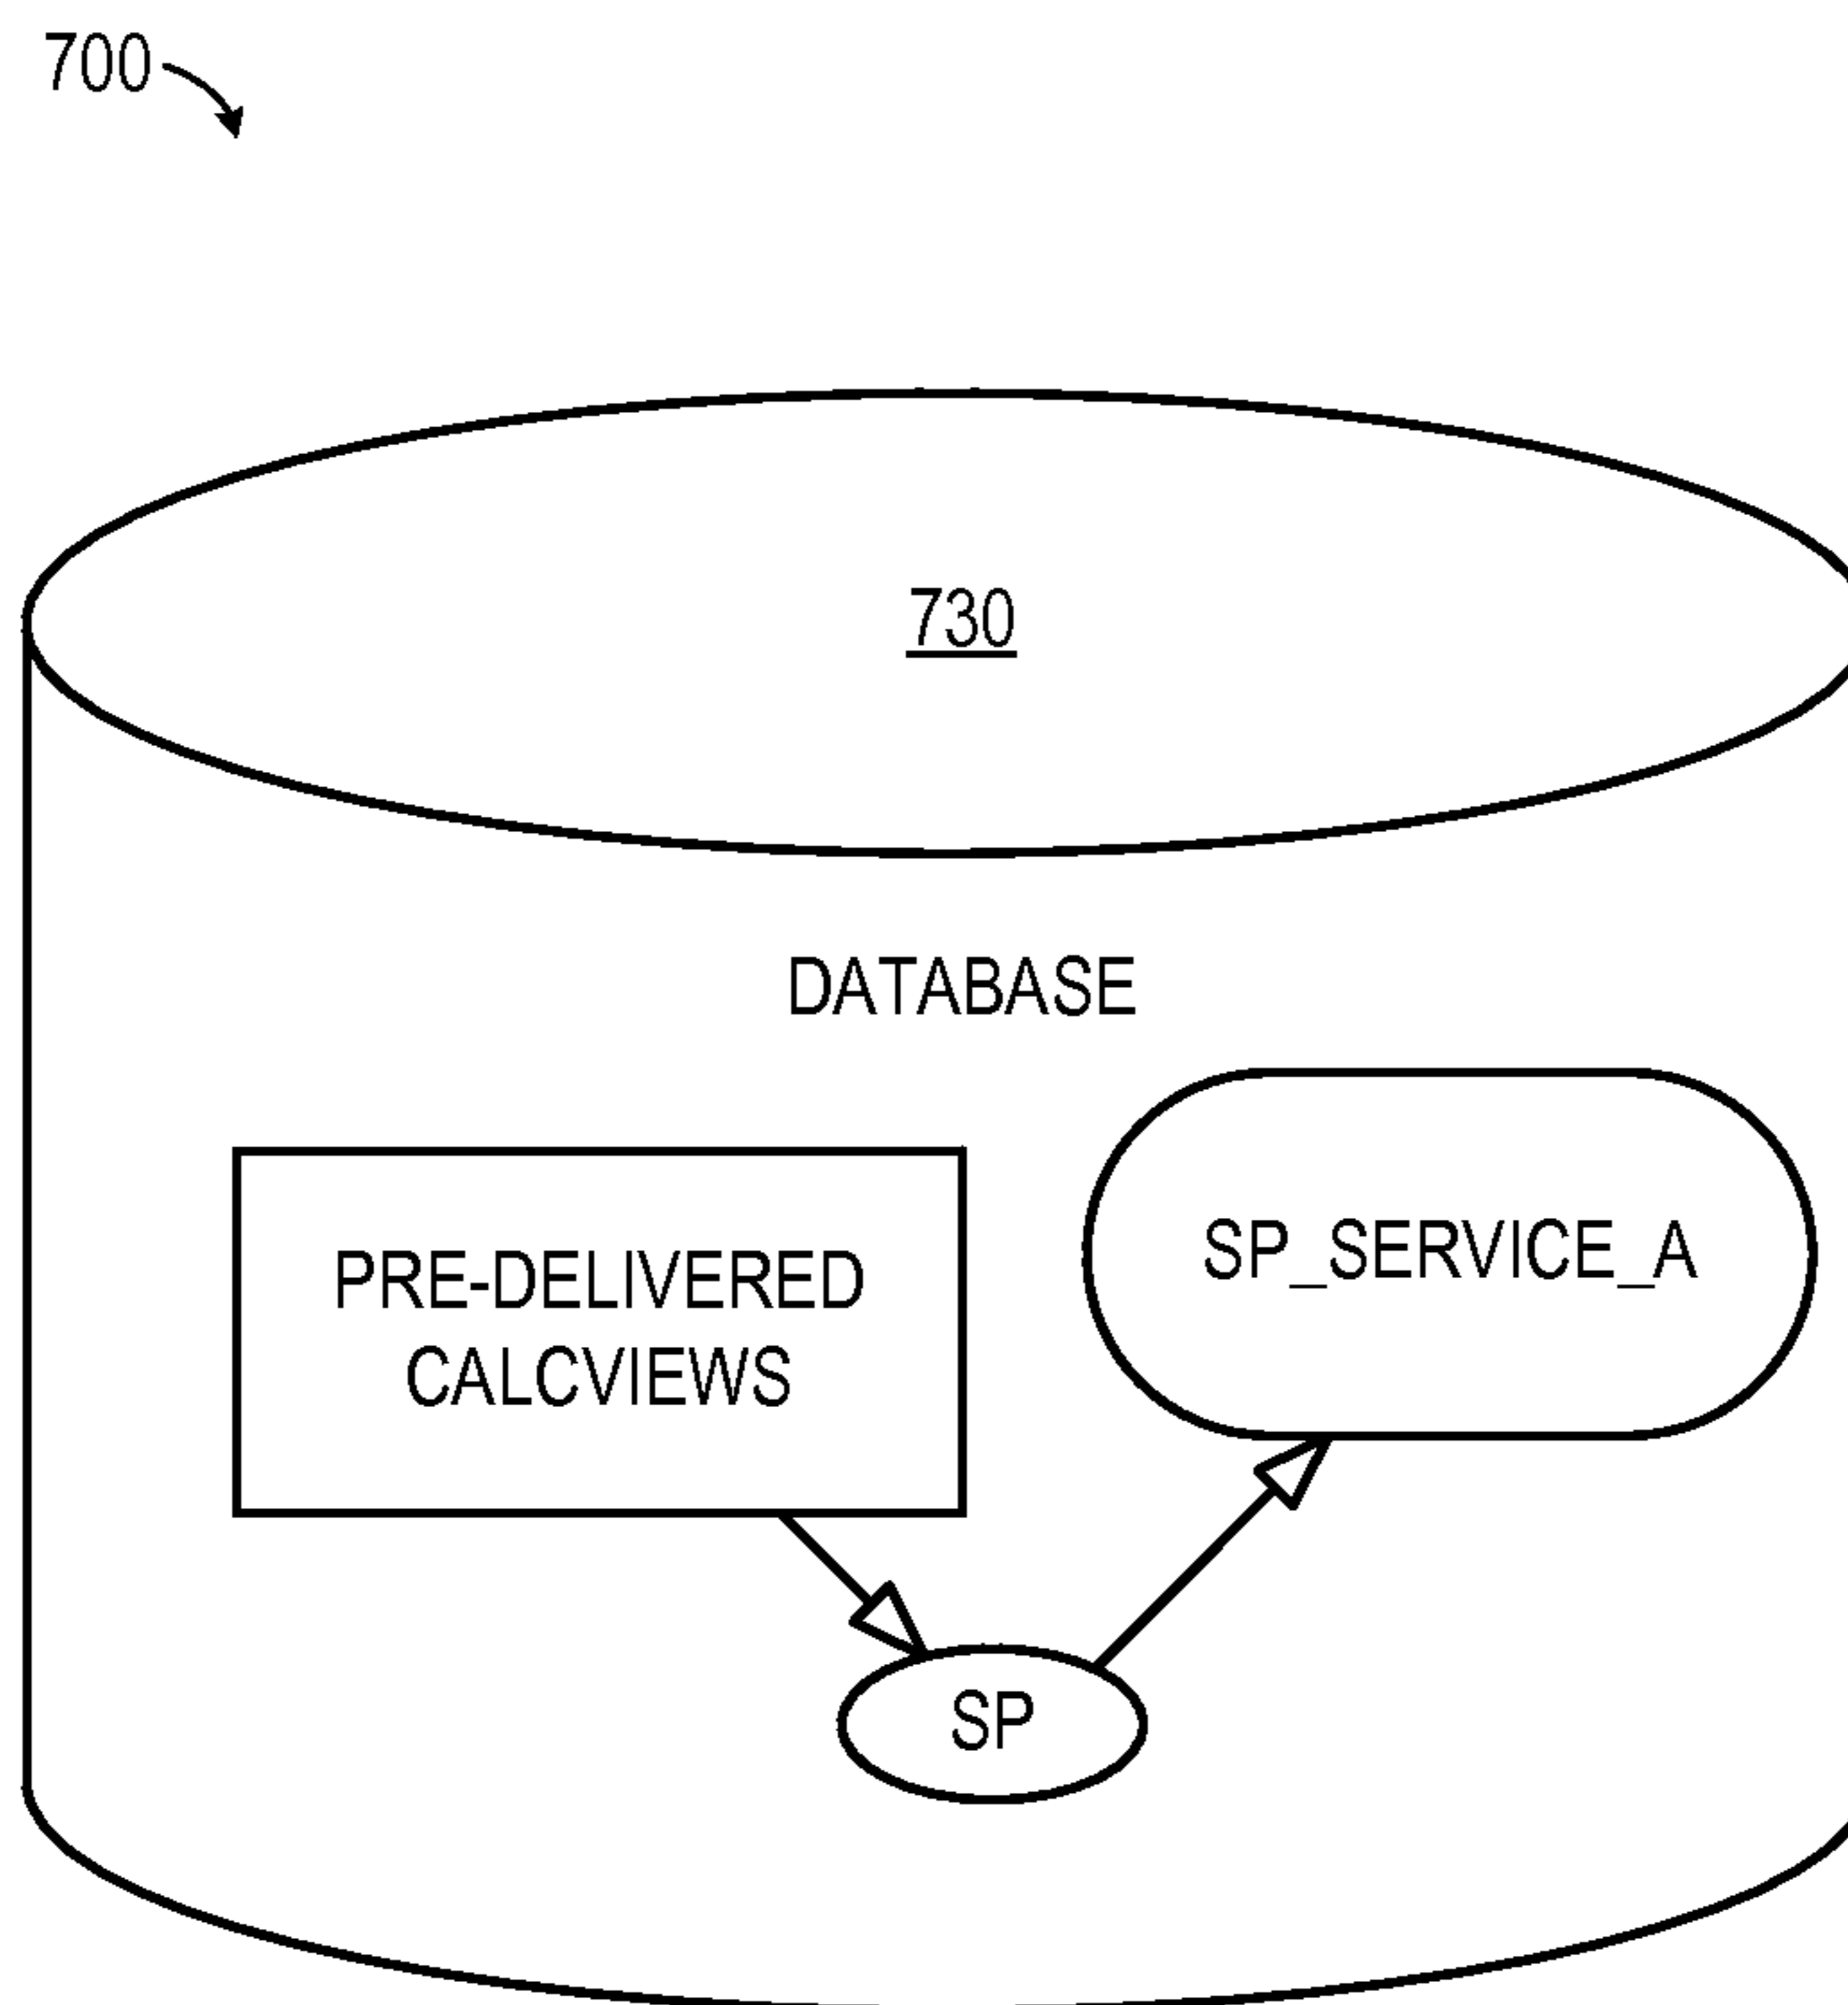 700
730
DATABASE
SP_SERVICE_A
PRE-DELIVERED
CALCVIEWS
SP